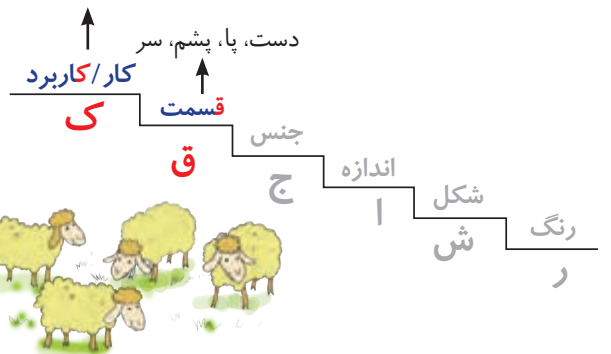 دست، پا، پشم، سر
کار/کاربرد
ک
قسمت
ق
جنس
ج
اندازه
ا
شکل
ش
رنگ
ر